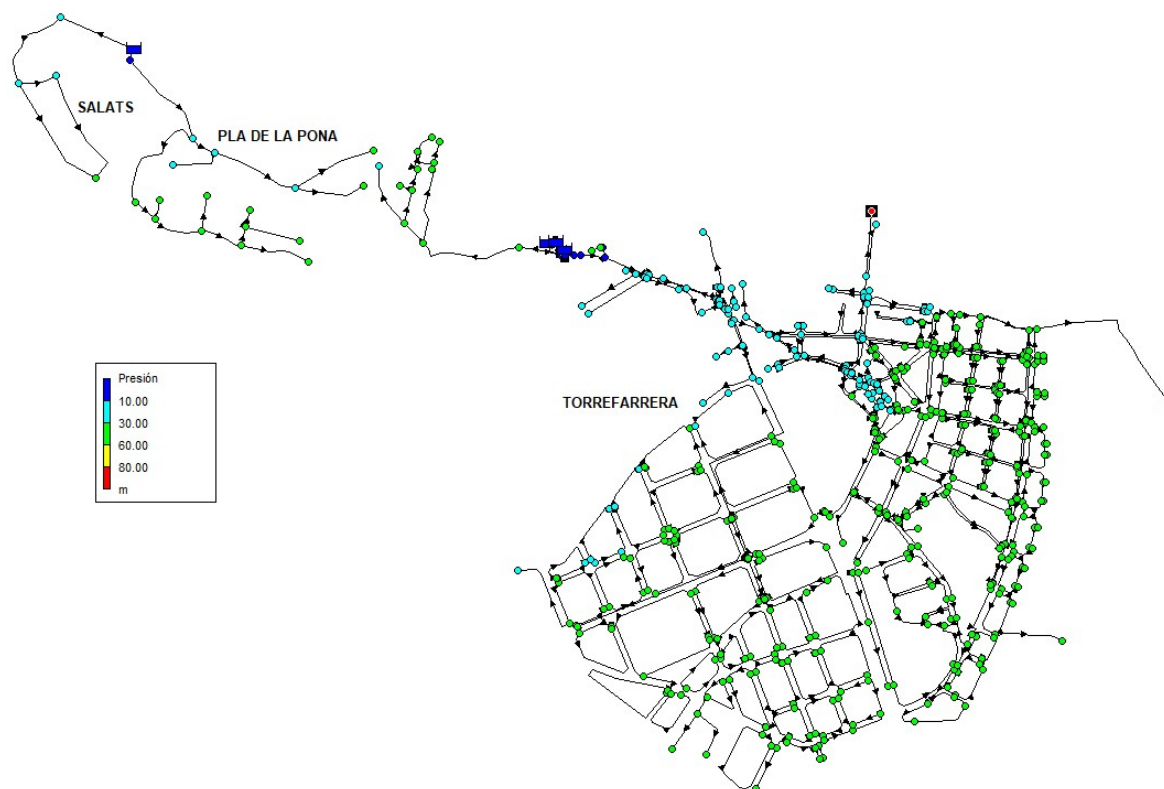 SALATS
PLA DE LA PONA
TORREFARRERA
Presión
10.00
30.00
60.00
80.00
m